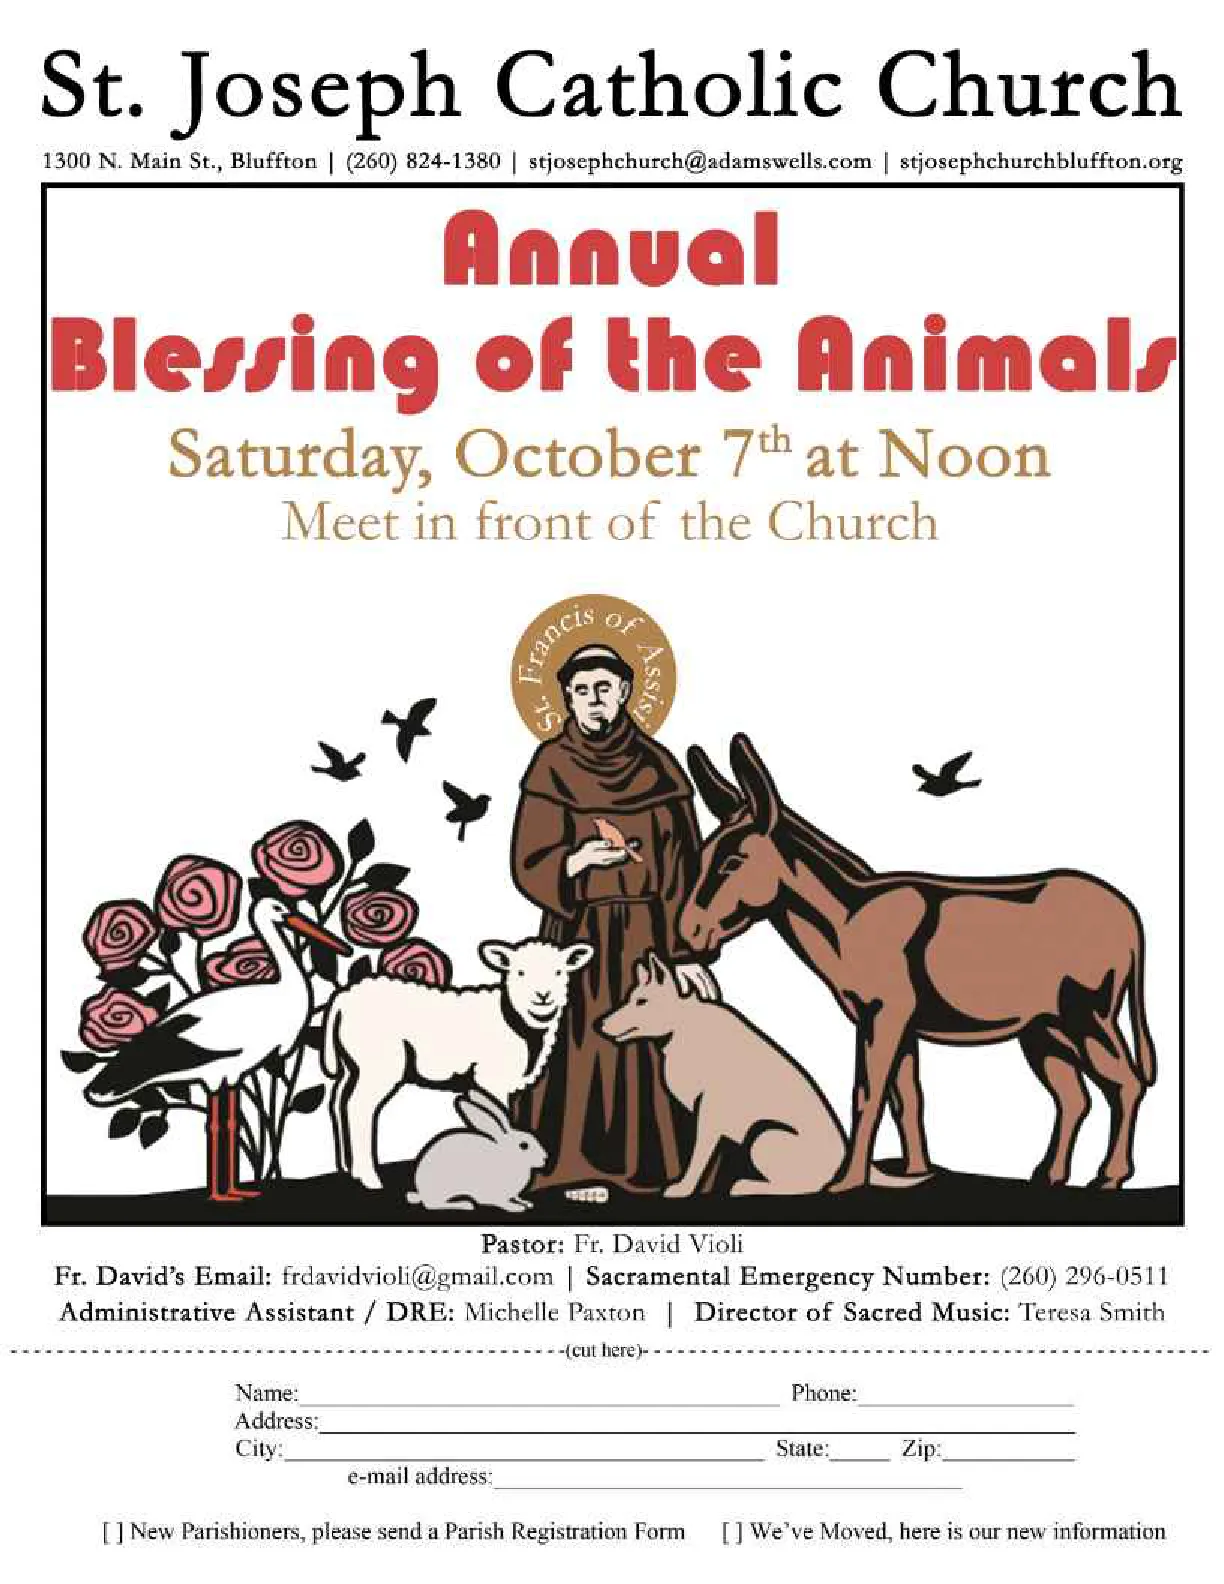 St. Joseph Catholic Church
1300 N. Main St., Bluffton | (260) 824-1380 | stjosephchurch@adamswells.com | stjosephchurchbluffton.org
Annual
Blessing of the Animals
Saturday, October 7th at Noon
Meet in front of the Church
St. Francis of Assisi
Pastor: Fr. David Violi
Fr. David's Email: frdavidvioli@gmail.com | Sacramental Emergency Number: (260) 296-0511
Administrative Assistant / DRE: Michelle Paxton | Director of Sacred Music: Teresa Smith
(cut here)
Name: Phone:
Address:
City: State: Zip:
e-mail address:
[ ] New Parishioners, please send a Parish Registration Form [ ] We've Moved, here is our new information